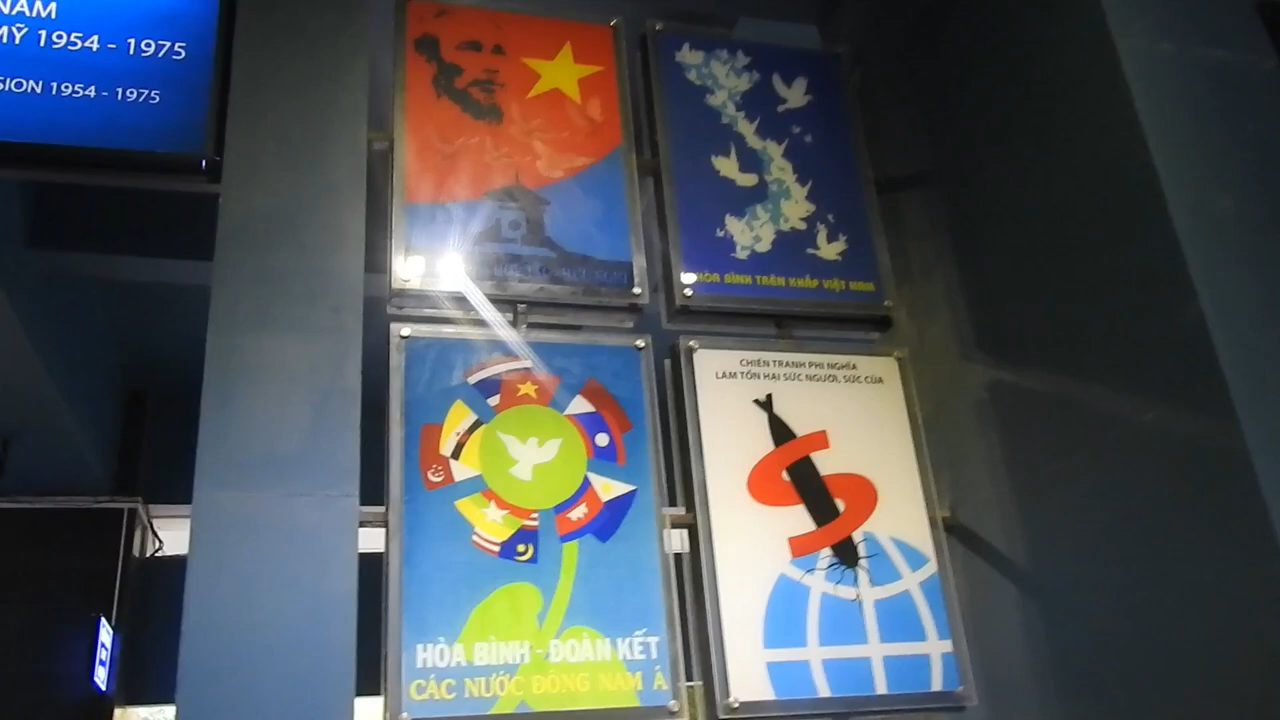 NAM
MỸ 1954 - 1975
SION 1954 - 1975
HÒA BÌNH TRÊN KHẮP VIỆT NAM
CHIẾN TRANH PHI NGHĨA
LÀM TỔN HẠI SỨC NGƯỜI, SỨC CỦA
HÒA BÌNH - ĐOÀN KẾT
CÁC NƯỚC ĐÔNG NAM Á